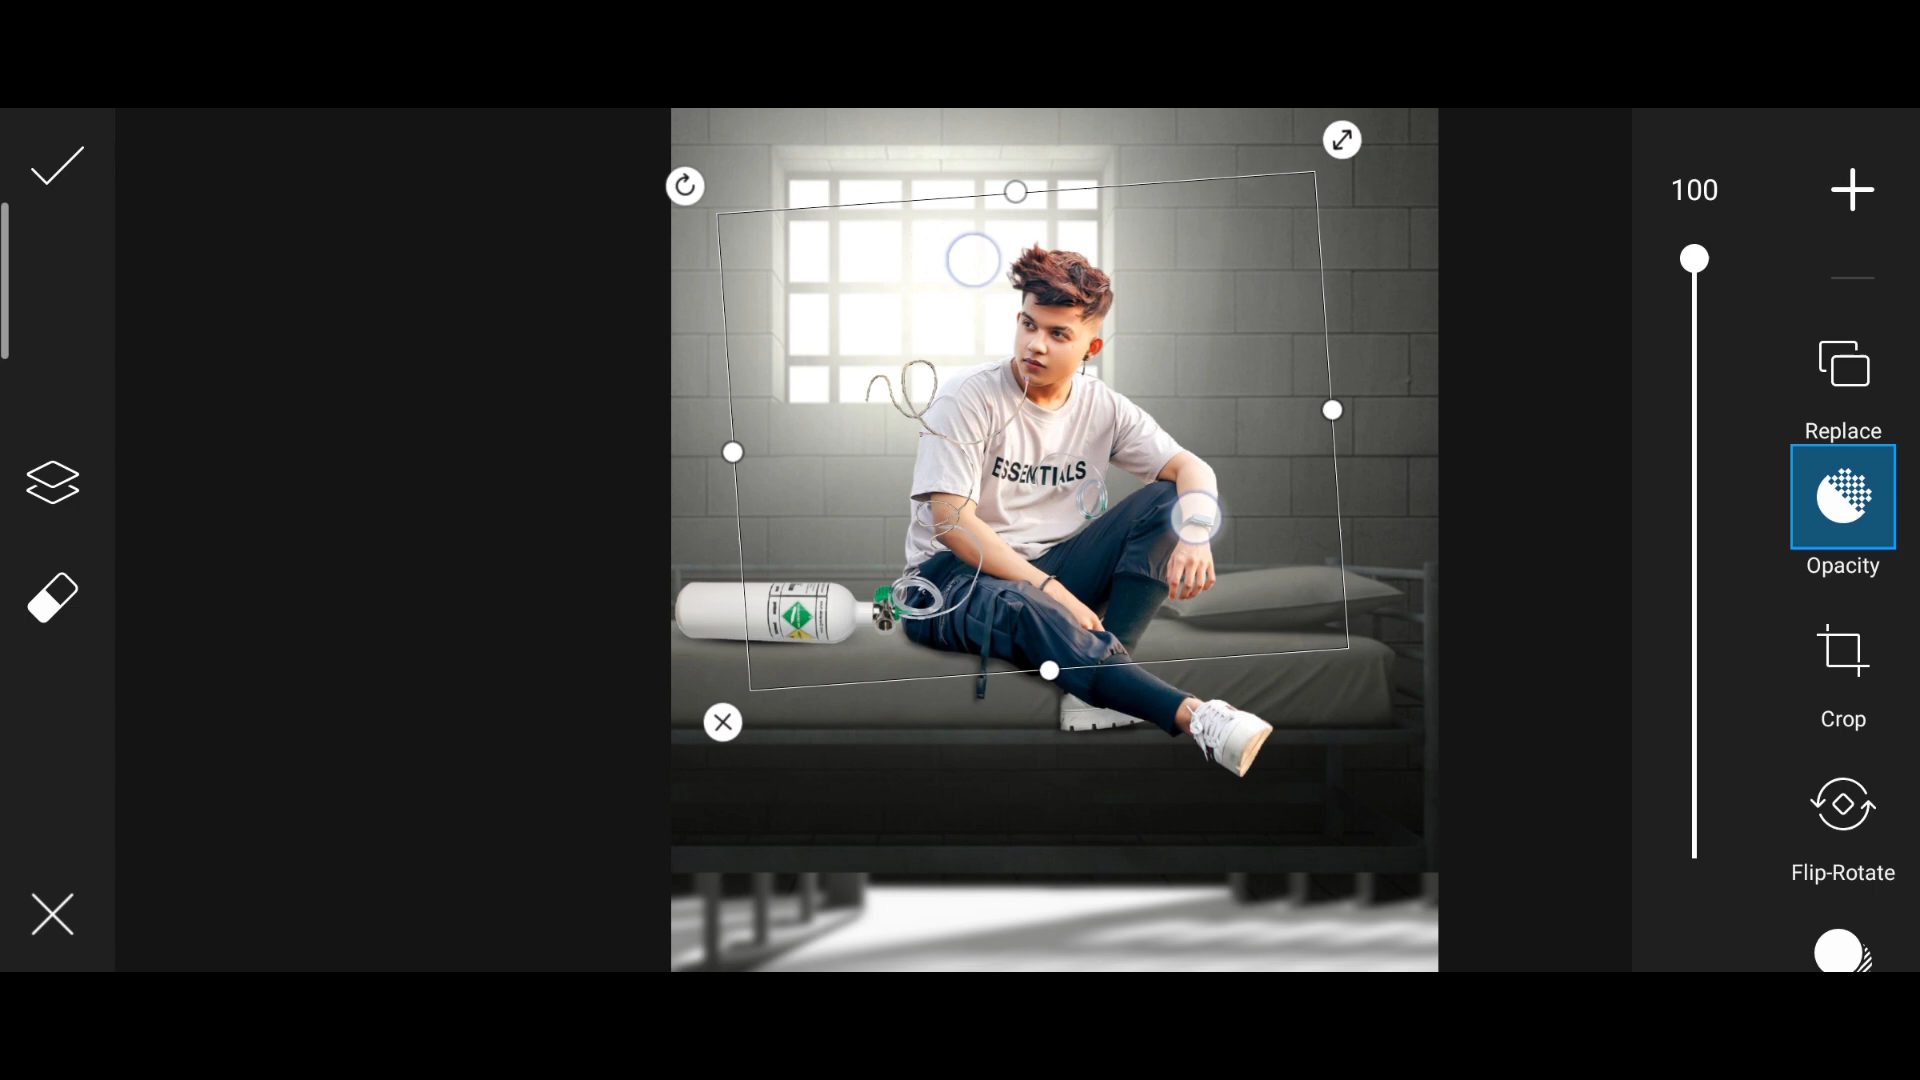 100
Replace
ESSENTIALS
Opacity
Crop
Flip-Rotate